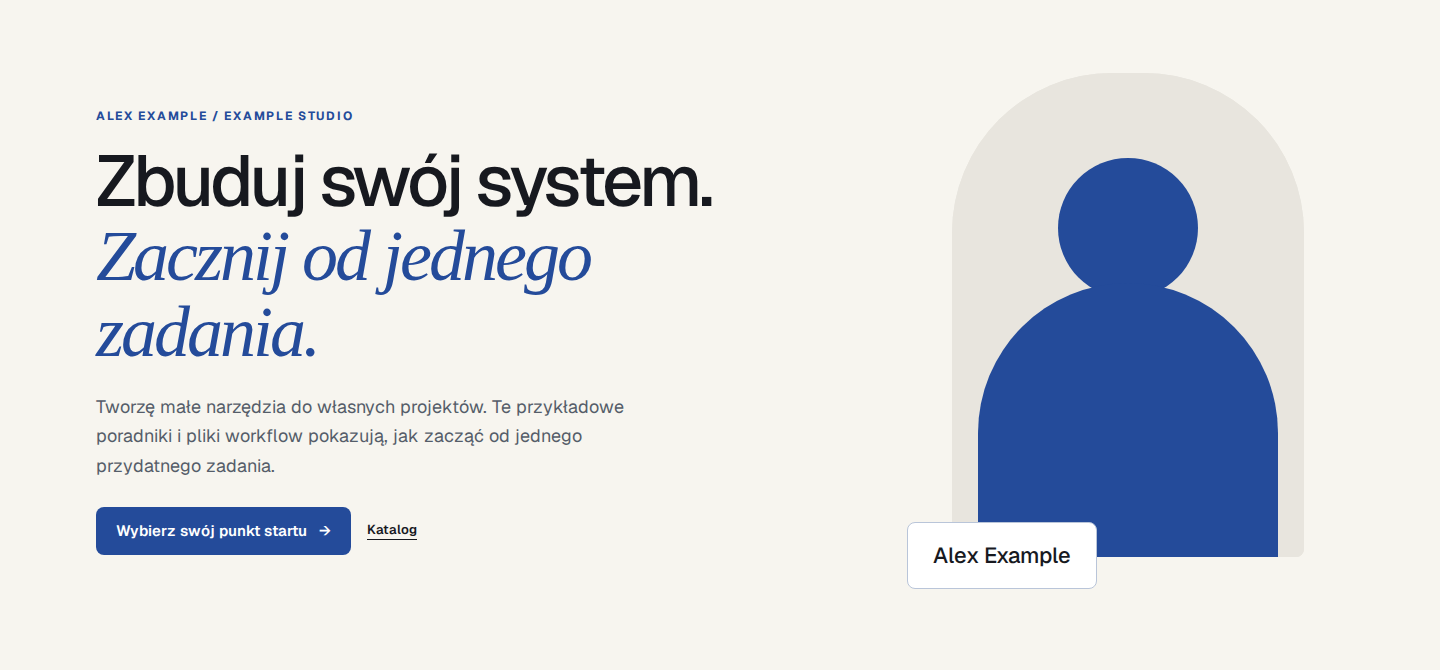 ALEX EXAMPLE / EXAMPLE STUDIO
Zbuduj swój system.
Zacznij od jednego
zadania.
Tworzę małe narzędzia do własnych projektów. Te przykładowe
poradniki i pliki workflow pokazują, jak zacząć od jednego
przydatnego zadania.
Wybierz swój punkt startu →
Katalog
Alex Example